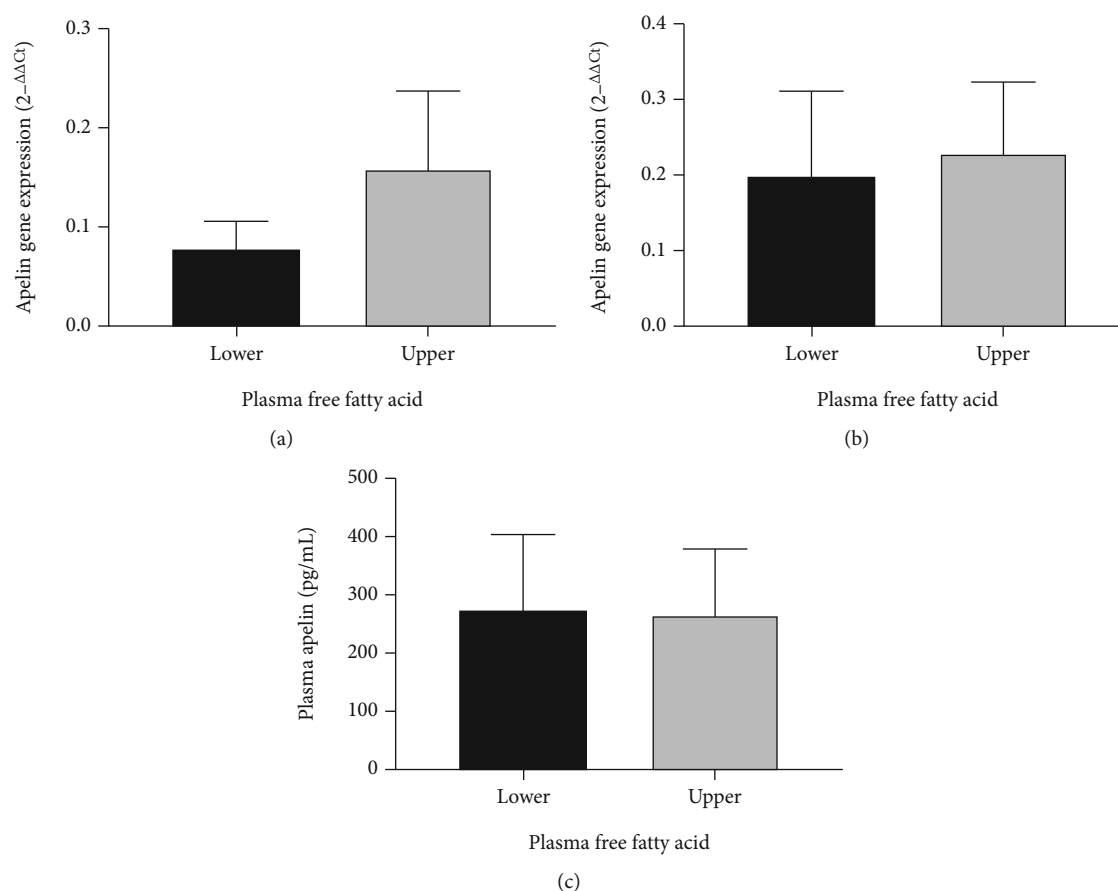 Apelin gene expression (2–ΔΔCt)
0.3
0.2
0.1
0.0
Lower
Upper
Plasma free fatty acid
(a)
Apelin gene expression (2–ΔΔCt)
0.4
0.3
0.2
0.1
0.0
Lower
Upper
Plasma free fatty acid
(b)
Plasma apelin (pg/mL)
500
400
300
200
100
0
Lower
Upper
Plasma free fatty acid
(c)